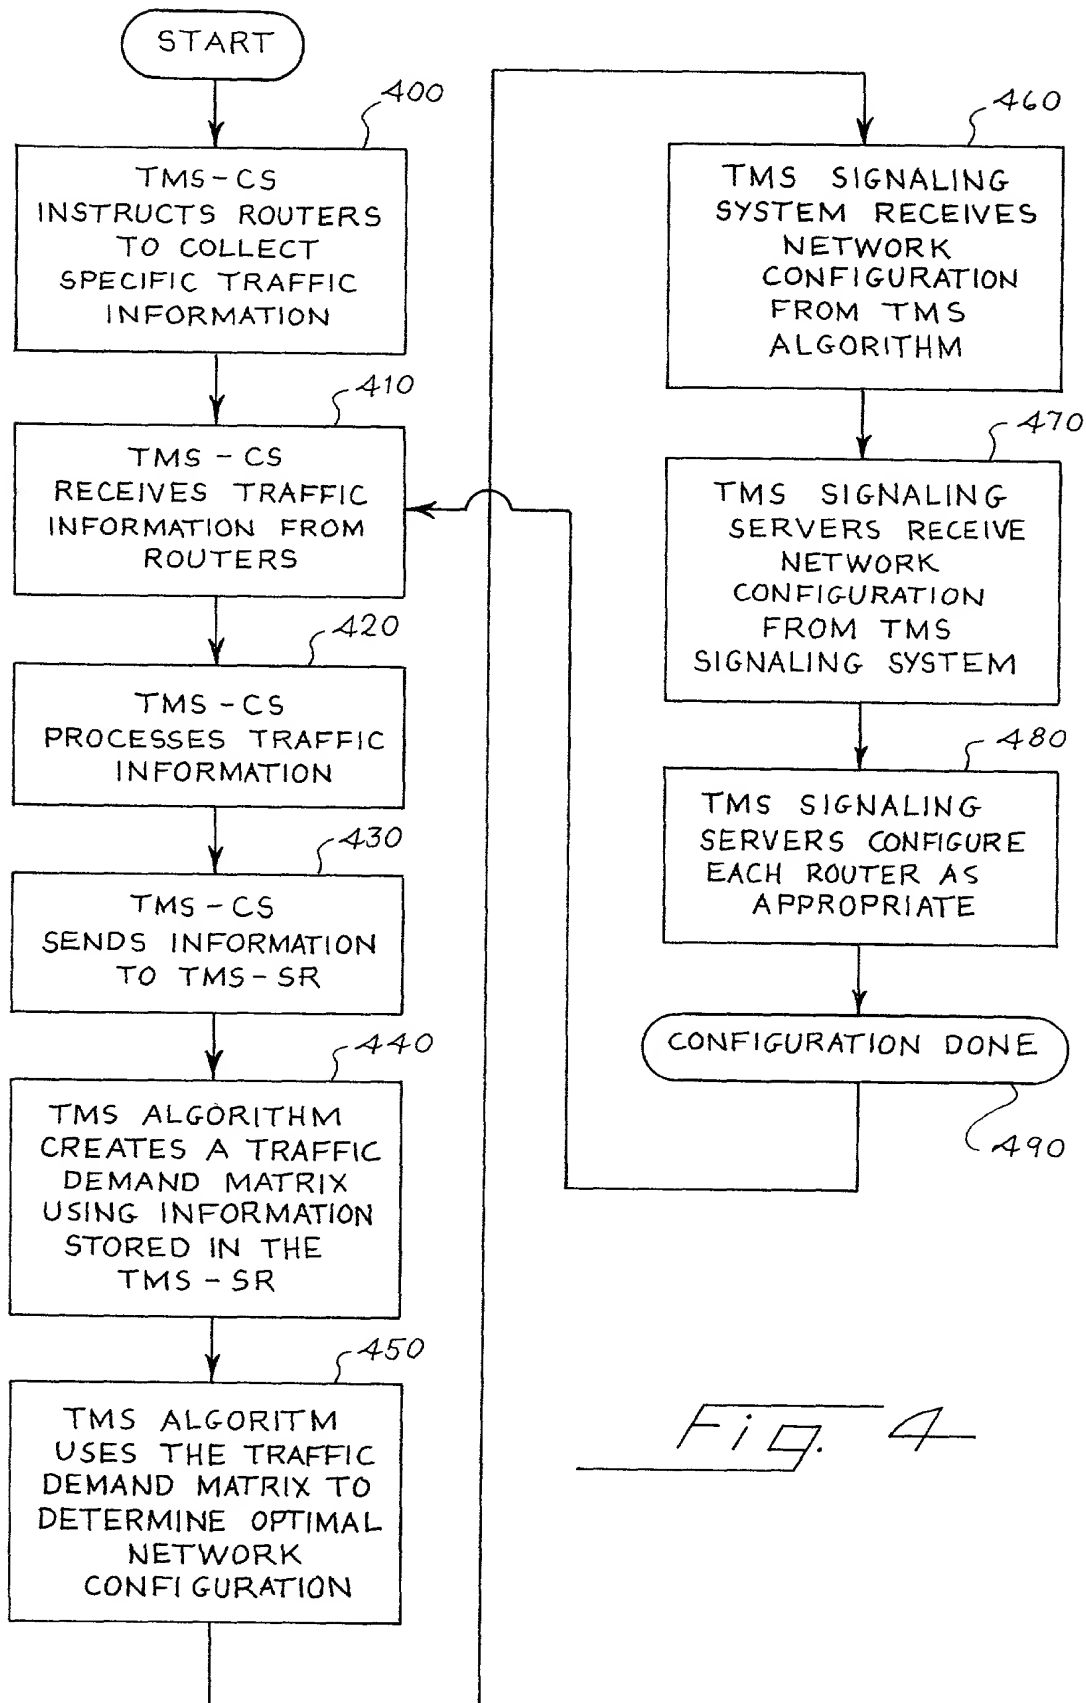 START
400
TMS-CS
INSTRUCTS ROUTERS
TO COLLECT
SPECIFIC TRAFFIC
INFORMATION
410
TMS-CS
RECEIVES TRAFFIC
INFORMATION FROM
ROUTERS
420
TMS-CS
PROCESSES TRAFFIC
INFORMATION
430
TMS-CS
SENDS INFORMATION
TO TMS-SR
440
TMS ALGORITHM
CREATES A TRAFFIC
DEMAND MATRIX
USING INFORMATION
STORED IN THE
TMS-SR
450
TMS ALGORITM
USES THE TRAFFIC
DEMAND MATRIX TO
DETERMINE OPTIMAL
NETWORK
CONFIGURATION
460
TMS SIGNALING
SYSTEM RECEIVES
NETWORK
CONFIGURATION
FROM TMS
ALGORITHM
470
TMS SIGNALING
SERVERS RECEIVE
NETWORK
CONFIGURATION
FROM TMS
SIGNALING SYSTEM
480
TMS SIGNALING
SERVERS CONFIGURE
EACH ROUTER AS
APPROPRIATE
CONFIGURATION DONE
490
Fig. 4